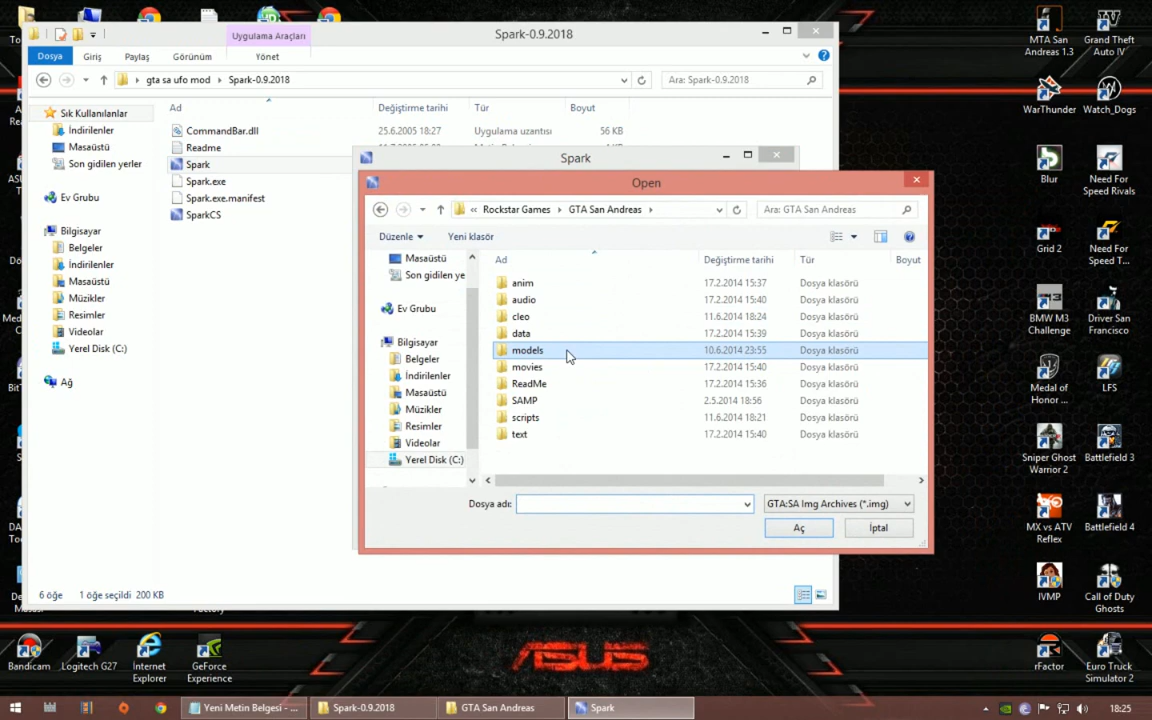 Uygulama Araçları
Spark-0.9.2018
Dosya
Giriş
Paylaş
Görünüm
Yönet
gta sa ufo mod
Spark-0.9.2018
Ara: Spark-0.9.2018
Sık Kullanılanlar
İndirilenler
Masaüstü
Son gidilen yerler
Ev Grubu
Bilgisayar
Belgeler
İndirilenler
Masaüstü
Müzikler
Resimler
Videolar
Yerel Disk (C:)
Ağ
Ad
Değiştirme tarihi
Tür
Boyut
CommandBar.dll
25.6.2005 18:27
Uygulama uzantısı
56 KB
Readme
Spark
Spark.exe
Spark.exe.manifest
SparkCS
6 öğe
1 öğe seçildi 200 KB
Spark
Open
« Rockstar Games
GTA San Andreas
Ara: GTA San Andreas
Düzenle
Yeni klasör
Masaüstü
Son gidilen ye
Ev Grubu
Bilgisayar
Belgeler
İndirilenler
Masaüstü
Müzikler
Resimler
Videolar
Yerel Disk (C:)
Ad
Değiştirme tarihi
Tür
Boyut
anim 17.2.2014 15:37 Dosya klasörü
audio 17.2.2014 15:40 Dosya klasörü
cleo 11.6.2014 18:24 Dosya klasörü
data 17.2.2014 15:39 Dosya klasörü
models 10.6.2014 23:55 Dosya klasörü
movies 17.2.2014 15:40 Dosya klasörü
ReadMe 17.2.2014 15:36 Dosya klasörü
SAMP 2.5.2014 18:56 Dosya klasörü
scripts 11.6.2014 18:21 Dosya klasörü
text 17.2.2014 15:40 Dosya klasörü
Dosya adı:
GTA:SA Img Archives (*.img)
Aç
İptal
MTA San
Andreas 1.3
Grand Theft
Auto IV
WarThunder
Watch_Dogs
Blur
Need For
Speed Rivals
Grid 2
Need For
Speed T...
BMW M3
Challenge
Driver San
Francisco
Medal of
Honor ...
LFS
Sniper Ghost
Warrior 2
Battlefield 3
MX vs ATV
Reflex
Battlefield 4
IVMP
Call of Duty
Ghosts
rFactor
Euro Truck
Simulator 2
Bandicam
Logitech G27
Internet
Explorer
GeForce
Experience
ASUS
Yeni Metin Belgesi - ...
Spark-0.9.2018
GTA San Andreas
Spark
18:25